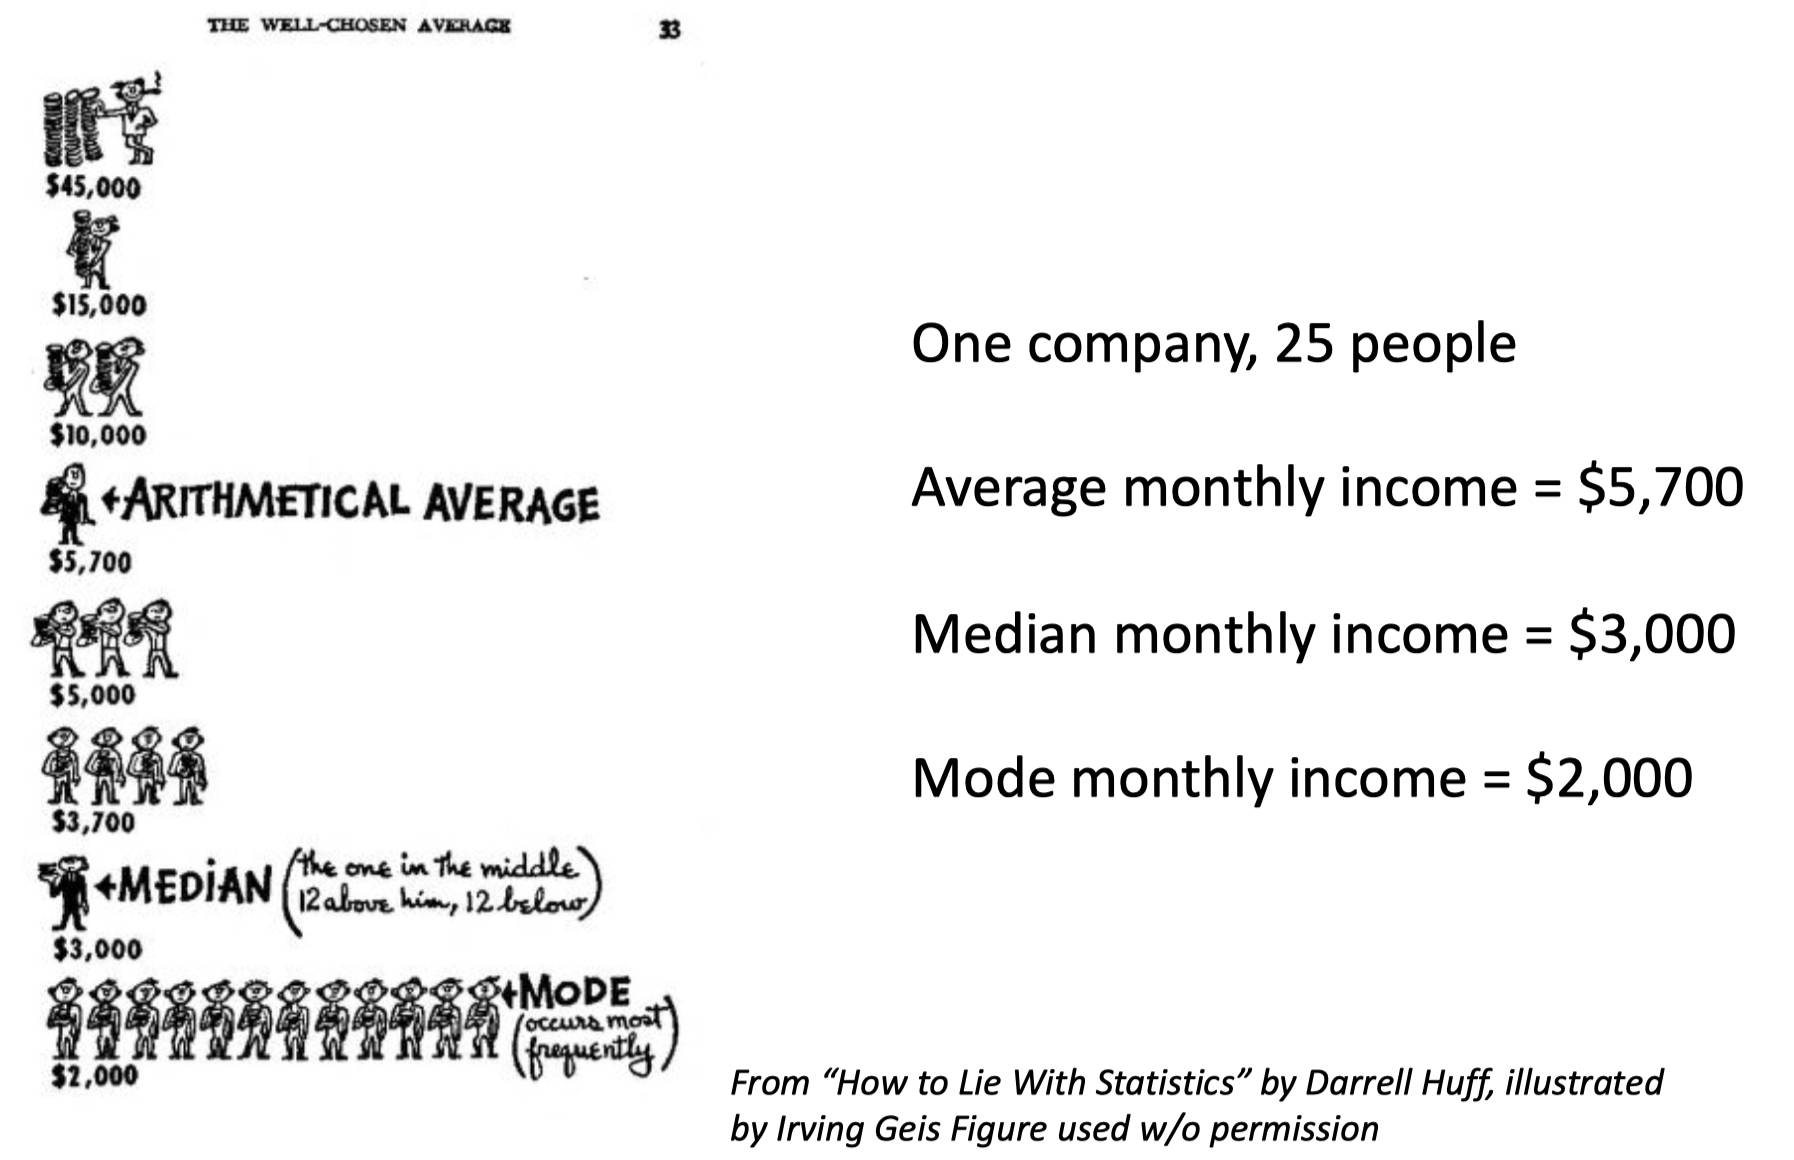 THE WELL-CHOSEN AVERAGE 33
$45,000
$15,000
$10,000
←ARITHMETICAL AVERAGE
$5,700
$5,000
$3,700
←MEDIAN (the one in the middle
12 above him, 12 below)
$3,000
←MODE
(occurs most
frequently)
$2,000
One company, 25 people
Average monthly income = $5,700
Median monthly income = $3,000
Mode monthly income = $2,000
From “How to Lie With Statistics” by Darrell Huff, illustrated
by Irving Geis Figure used w/o permission